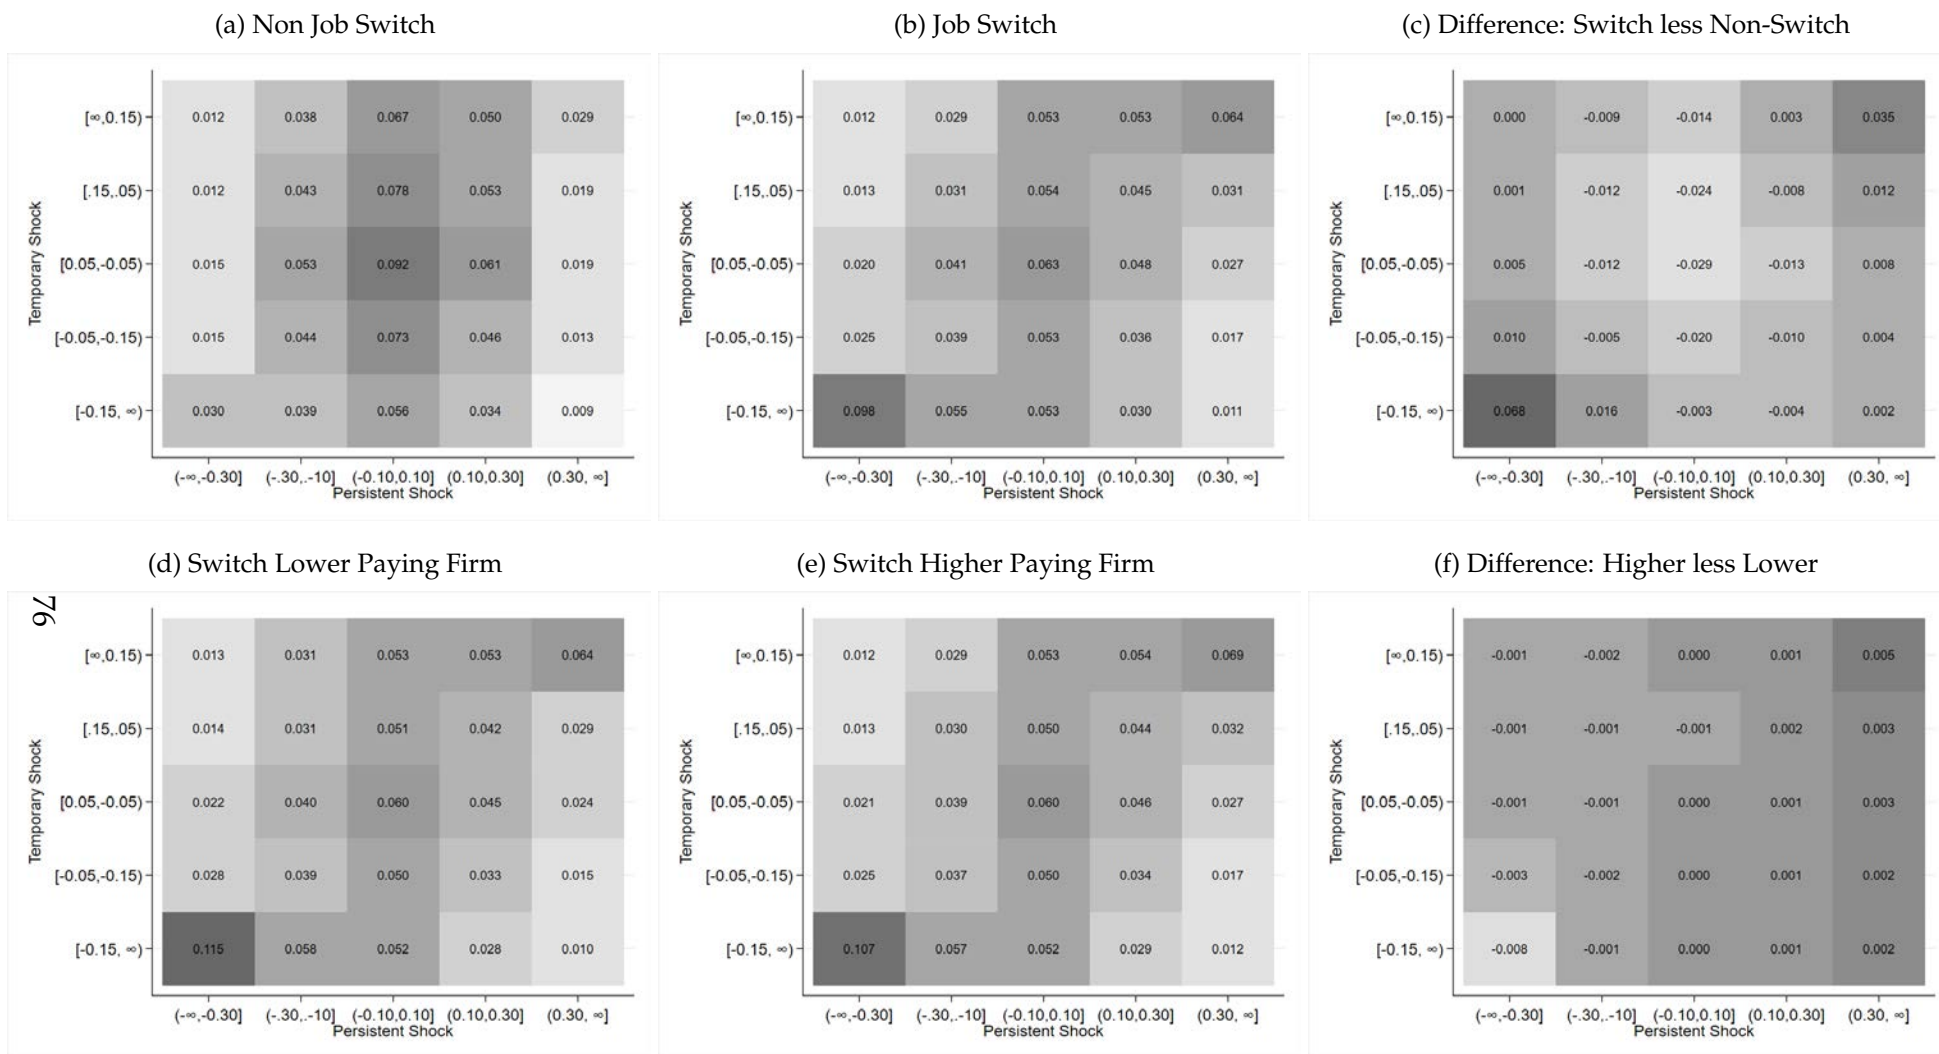 (a) Non Job Switch
Temporary Shock
[∞,0.15) 0.012 0.038 0.067 0.050 0.029
[.15,.05) 0.012 0.043 0.078 0.053 0.019
[0.05,-0.05) 0.015 0.053 0.092 0.061 0.019
[-0.05,-0.15) 0.015 0.044 0.073 0.046 0.013
[-0.15, ∞) 0.030 0.039 0.056 0.034 0.009
(-∞,-0.30] (-.30,.-10] (-0.10,0.10] (0.10,0.30] (0.30, ∞]
Persistent Shock
(b) Job Switch
Temporary Shock
[∞,0.15) 0.012 0.029 0.053 0.053 0.064
[.15,.05) 0.013 0.031 0.054 0.045 0.031
[0.05,-0.05) 0.020 0.041 0.063 0.048 0.027
[-0.05,-0.15) 0.025 0.039 0.053 0.036 0.017
[-0.15, ∞) 0.098 0.055 0.053 0.030 0.011
(-∞,-0.30] (-.30,.-10] (-0.10,0.10] (0.10,0.30] (0.30, ∞]
Persistent Shock
(c) Difference: Switch less Non-Switch
Temporary Shock
[∞,0.15) 0.000 -0.009 -0.014 0.003 0.035
[.15,.05) 0.001 -0.012 -0.024 -0.008 0.012
[0.05,-0.05) 0.005 -0.012 -0.029 -0.013 0.008
[-0.05,-0.15) 0.010 -0.005 -0.020 -0.010 0.004
[-0.15, ∞) 0.068 0.016 -0.003 -0.004 0.002
(-∞,-0.30] (-.30,.-10] (-0.10,0.10] (0.10,0.30] (0.30, ∞]
Persistent Shock
(d) Switch Lower Paying Firm
76
Temporary Shock
[∞,0.15) 0.013 0.031 0.053 0.053 0.064
[.15,.05) 0.014 0.031 0.051 0.042 0.029
[0.05,-0.05) 0.022 0.040 0.060 0.045 0.024
[-0.05,-0.15) 0.028 0.039 0.050 0.033 0.015
[-0.15, ∞) 0.115 0.058 0.052 0.028 0.010
(-∞,-0.30] (-.30,.-10] (-0.10,0.10] (0.10,0.30] (0.30, ∞]
Persistent Shock
(e) Switch Higher Paying Firm
Temporary Shock
[∞,0.15) 0.012 0.029 0.053 0.054 0.069
[.15,.05) 0.013 0.030 0.050 0.044 0.032
[0.05,-0.05) 0.021 0.039 0.060 0.046 0.027
[-0.05,-0.15) 0.025 0.037 0.050 0.034 0.017
[-0.15, ∞) 0.107 0.057 0.052 0.029 0.012
(-∞,-0.30] (-.30,.-10] (-0.10,0.10] (0.10,0.30] (0.30, ∞]
Persistent Shock
(f) Difference: Higher less Lower
Temporary Shock
[∞,0.15) -0.001 -0.002 0.000 0.001 0.005
[.15,.05) -0.001 -0.001 -0.001 0.002 0.003
[0.05,-0.05) -0.001 -0.001 0.000 0.001 0.003
[-0.05,-0.15) -0.003 -0.002 0.000 0.001 0.002
[-0.15, ∞) -0.008 -0.001 0.000 0.001 0.002
(-∞,-0.30] (-.30,.-10] (-0.10,0.10] (0.10,0.30] (0.30, ∞]
Persistent Shock